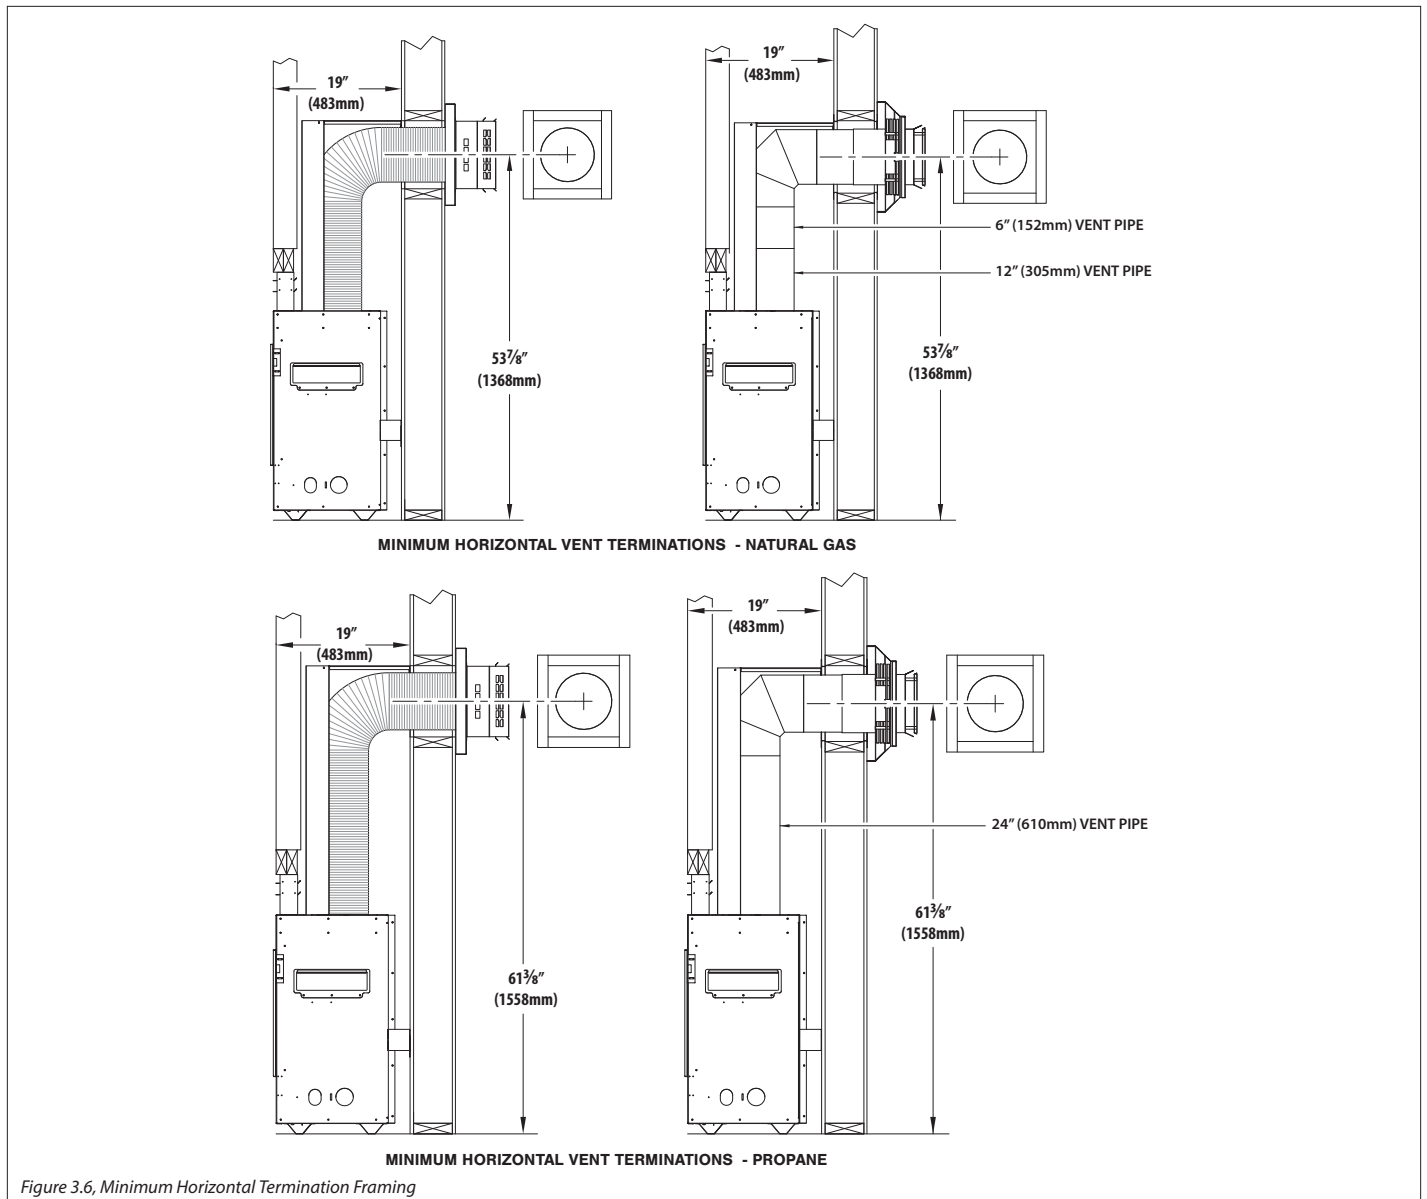 19”
(483mm)
19”
(483mm)
6” (152mm) VENT PIPE
12” (305mm) VENT PIPE
53⅞”
(1368mm)
53⅞”
(1368mm)
MINIMUM HORIZONTAL VENT TERMINATIONS - NATURAL GAS
19”
(483mm)
19”
(483mm)
24” (610mm) VENT PIPE
61⅜”
(1558mm)
61⅜”
(1558mm)
MINIMUM HORIZONTAL VENT TERMINATIONS - PROPANE
Figure 3.6, Minimum Horizontal Termination Framing